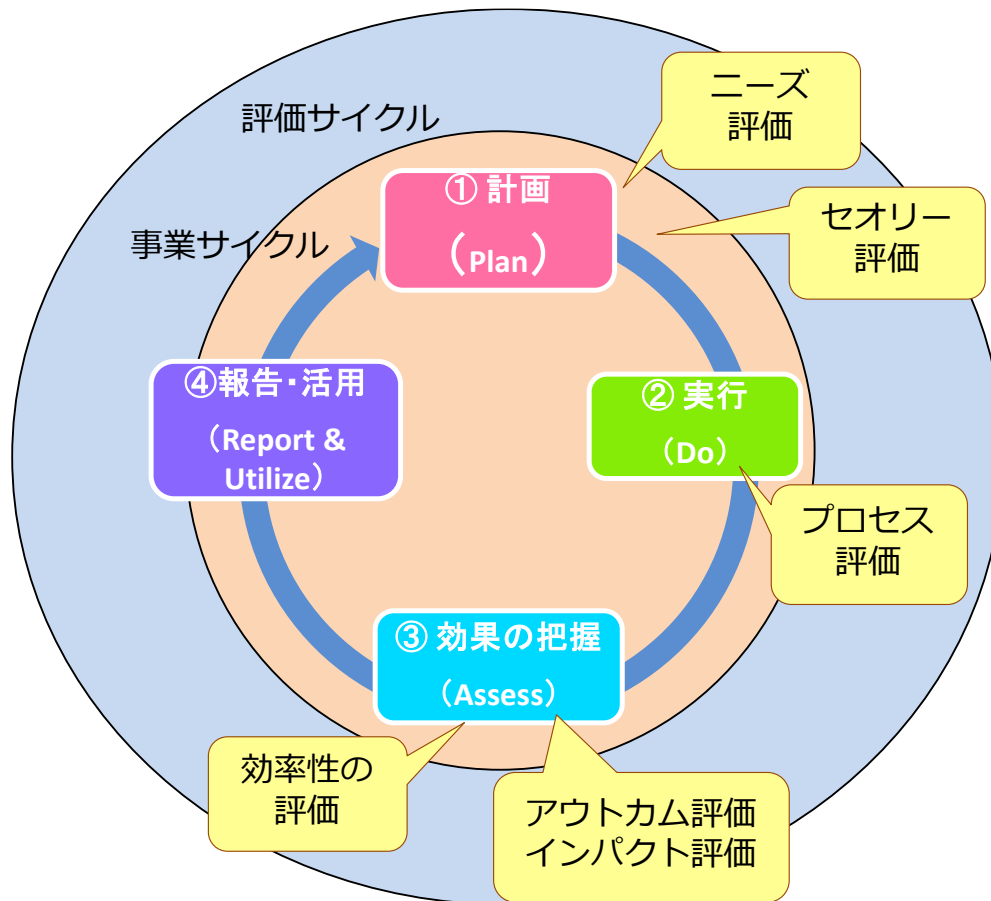 評価サイクル
事業サイクル
ニーズ
評価
① 計画
（Plan）
セオリー
評価
② 実行
（Do）
プロセス
評価
③ 効果の把握
（Assess）
アウトカム評価
インパクト評価
効率性の
評価
④報告・活用
（Report &
Utilize）